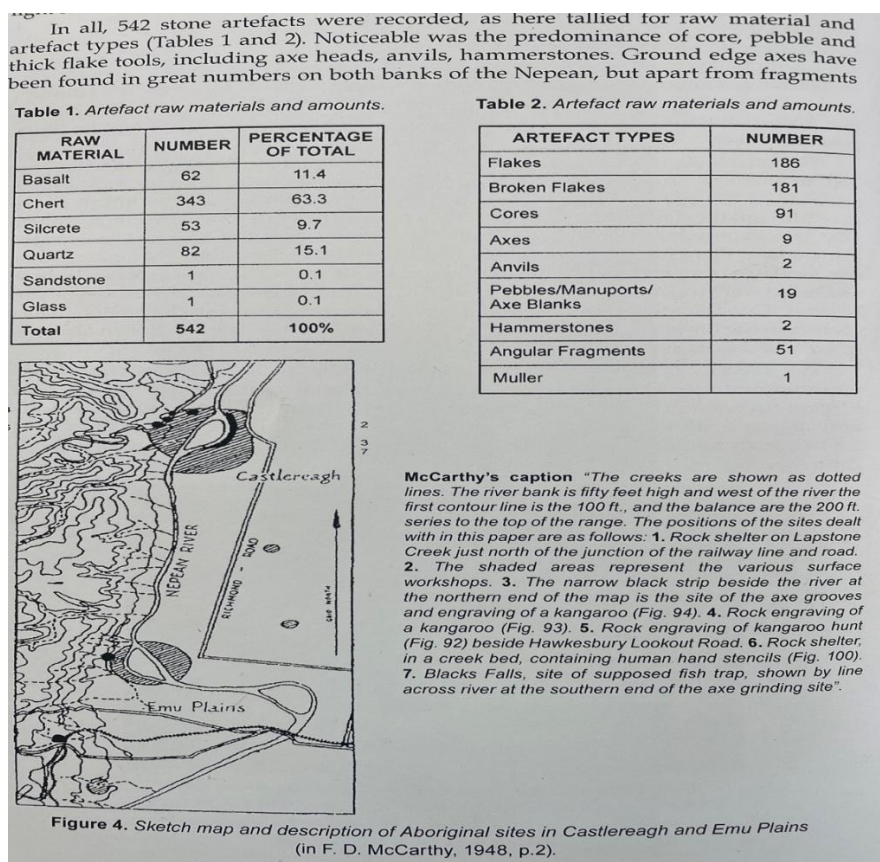 In all, 542 stone artefacts were recorded, as here tallied for raw material and
artefact types (Tables 1 and 2). Noticeable was the predominance of core, pebble and
thick flake tools, including axe heads, anvils, hammerstones. Ground edge axes have
been found in great numbers on both banks of the Nepean, but apart from fragments
Table 1. Artefact raw materials and amounts.
RAW MATERIAL NUMBER PERCENTAGE OF TOTAL
Basalt 62 11.4
Chert 343 63.3
Silcrete 53 9.7
Quartz 82 15.1
Sandstone 1 0.1
Glass 1 0.1
Total 542 100%
Table 2. Artefact raw materials and amounts.
ARTEFACT TYPES NUMBER
Flakes 186
Broken Flakes 181
Cores 91
Axes 9
Anvils 2
Pebbles/Manuports/
Axe Blanks 19
Hammerstones 2
Angular Fragments 51
Muller 1
2
3
7
Castlereagh
NEPEAN RIVER
RICHMOND - ROAD
GRID NORTH
Emu Plains
McCarthy's caption "The creeks are shown as dotted
lines. The river bank is fifty feet high and west of the river the
first contour line is the 100 ft., and the balance are the 200 ft.
series to the top of the range. The positions of the sites dealt
with in this paper are as follows: 1. Rock shelter on Lapstone
Creek just north of the junction of the railway line and road.
2. The shaded areas represent the various surface
workshops. 3. The narrow black strip beside the river at
the northern end of the map is the site of the axe grooves
and engraving of a kangaroo (Fig. 94). 4. Rock engraving of
a kangaroo (Fig. 93). 5. Rock engraving of kangaroo hunt
(Fig. 92) beside Hawkesbury Lookout Road. 6. Rock shelter,
in a creek bed, containing human hand stencils (Fig. 100).
7. Blacks Falls, site of supposed fish trap, shown by line
across river at the southern end of the axe grinding site".
Figure 4. Sketch map and description of Aboriginal sites in Castlereagh and Emu Plains
(in F. D. McCarthy, 1948, p.2).